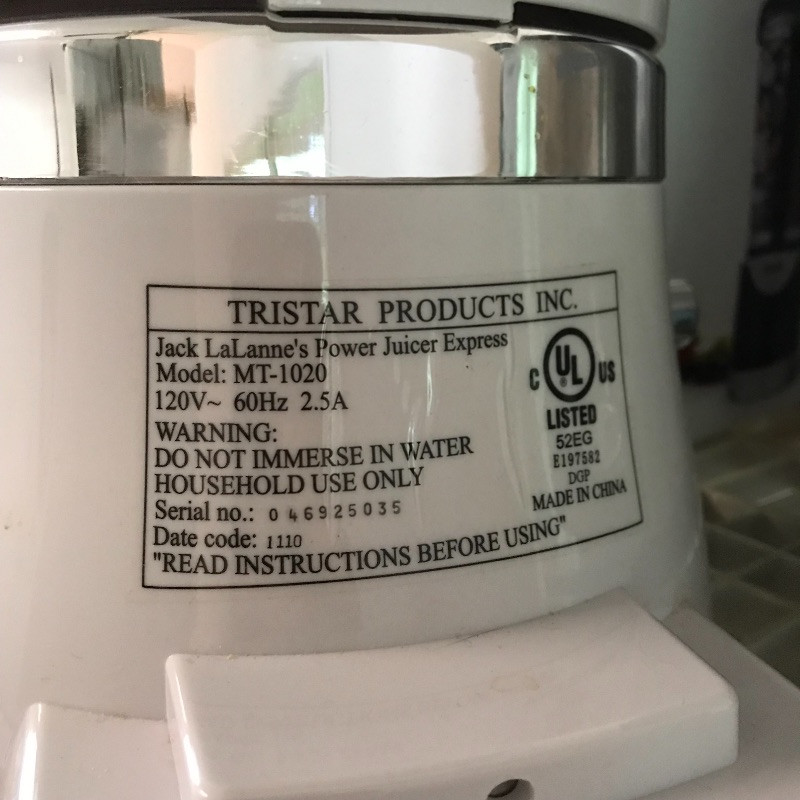 TRISTAR PRODUCTS INC.
Jack LaLanne's Power Juicer Express
Model: MT-1020
120V~ 60Hz 2.5A
WARNING:
DO NOT IMMERSE IN WATER
HOUSEHOLD USE ONLY
Serial no.: 046925035
Date code: 1110
"READ INSTRUCTIONS BEFORE USING"
C UL® US
LISTED
52EG
E197582
DGP
MADE IN CHINA